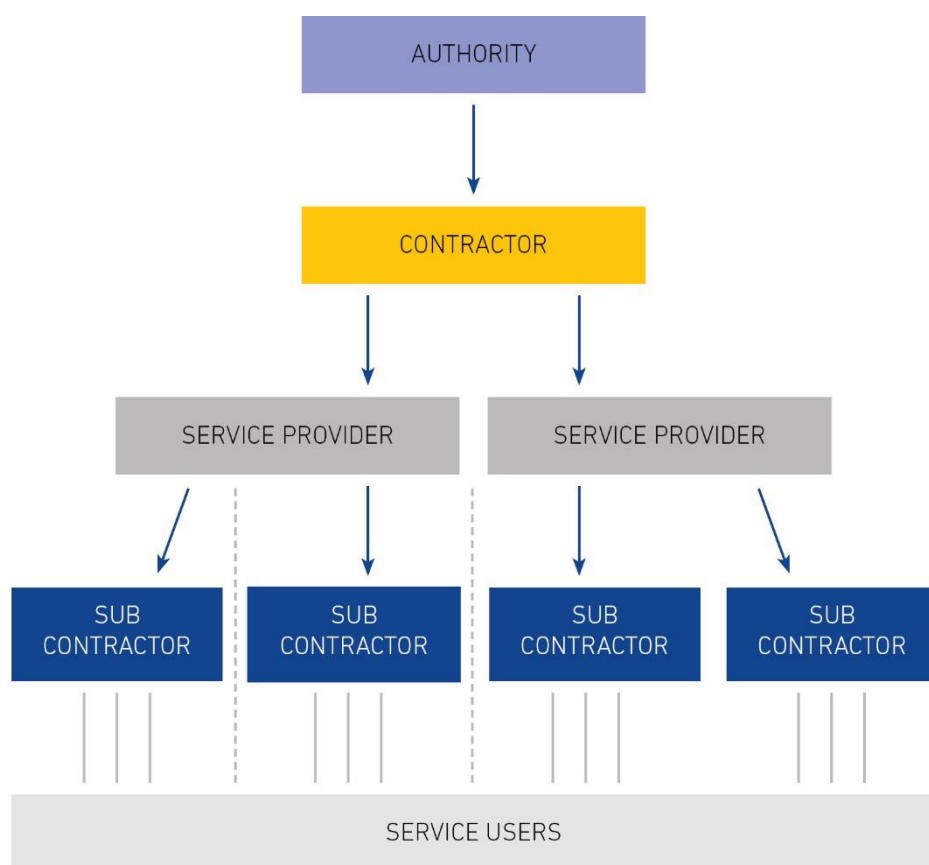 AUTHORITY
CONTRACTOR
SERVICE PROVIDER
SERVICE PROVIDER
SUB
CONTRACTOR
SUB
CONTRACTOR
SUB
CONTRACTOR
SUB
CONTRACTOR
SERVICE USERS